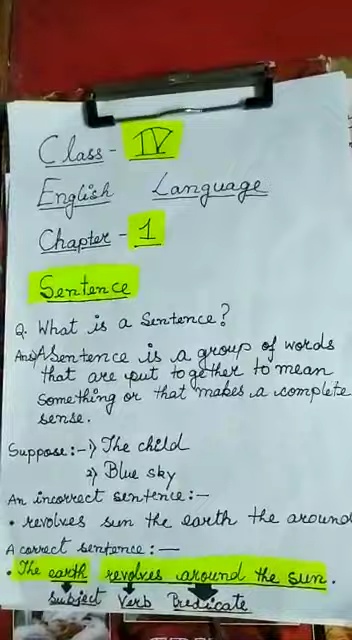 Class - IV
English Language
Chapter - 1
Sentence
Q. What is a Sentence?
Ans) A Sentence is a group of words
that are put together to mean
something or that makes a complete
sense.
Suppose:- 1) The child
2) Blue sky
An incorrect sentence:-
• revolves sun the earth the around
A correct sentence:-
• The earth revolves around the sun.
Subject Verb Predicate